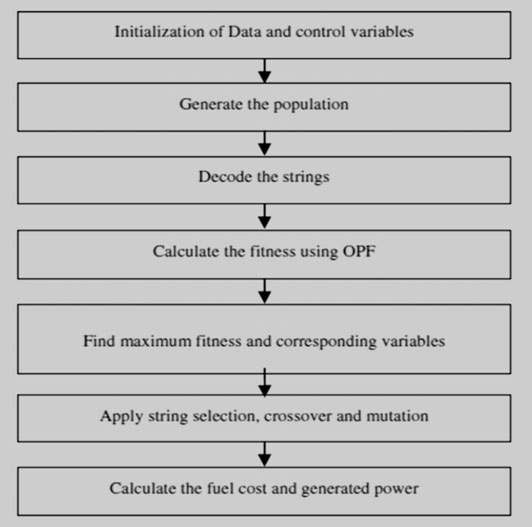 Initialization of Data and control variables
Generate the population
Decode the strings
Calculate the fitness using OPF
Find maximum fitness and corresponding variables
Apply string selection, crossover and mutation
Calculate the fuel cost and generated power